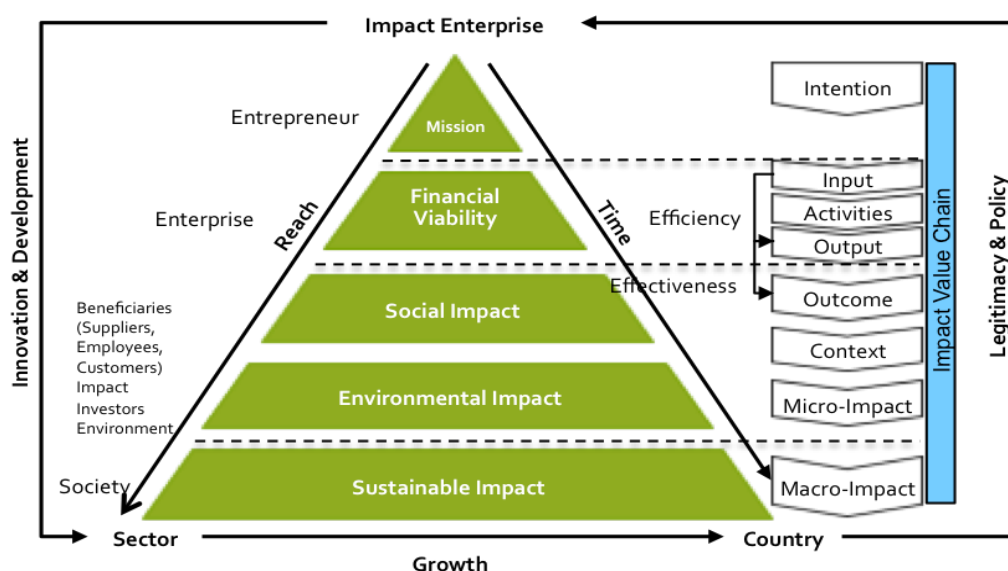 Impact Enterprise
Intention
Entrepreneur
Mission
Input
Financial
Viability
Enterprise
Reach
Time
Efficiency
Activities
Output
Effectiveness
Outcome
Social Impact
Beneficiaries
(Suppliers,
Employees,
Customers)
Impact
Investors
Environment
Context
Environmental Impact
Micro-Impact
Society
Sustainable Impact
Macro-Impact
Impact Value Chain
Innovation & Development
Legitimacy & Policy
Sector
Country
Growth